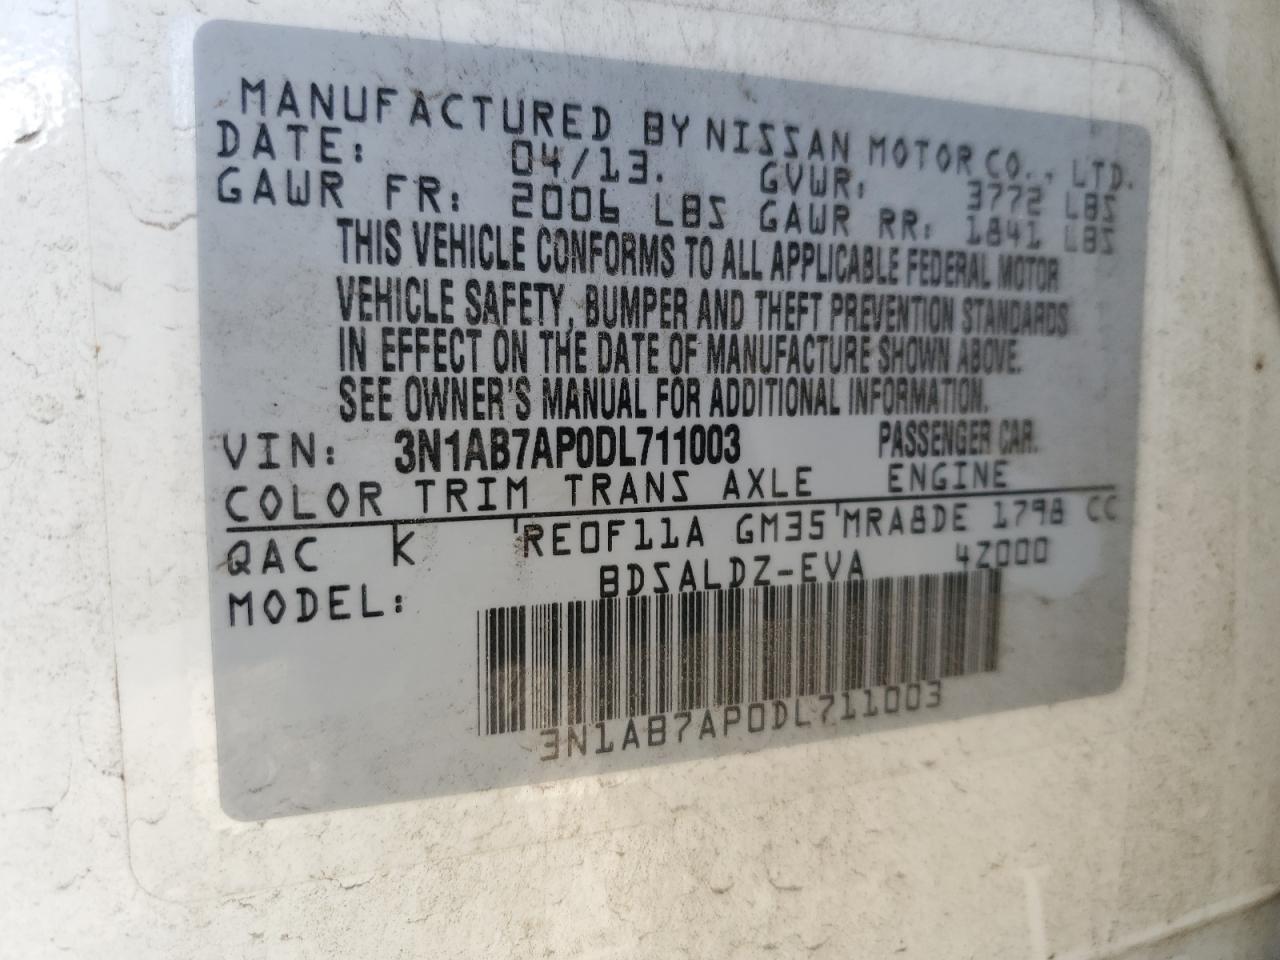 MANUFACTURED BY NISSAN MOTOR CO., LTD.
DATE: 04/13. GVWR: 3772 LBS
GAWR FR: 2006 LBS GAWR RR: 1841 LBS
THIS VEHICLE CONFORMS TO ALL APPLICABLE FEDERAL MOTOR
VEHICLE SAFETY, BUMPER AND THEFT PREVENTION STANDARDS
IN EFFECT ON THE DATE OF MANUFACTURE SHOWN ABOVE.
SEE OWNER'S MANUAL FOR ADDITIONAL INFORMATION.
VIN: 3N1AB7AP0DL711003 PASSENGER CAR.
COLOR TRIM TRANS AXLE ENGINE
QAC K RE0F11A GM35 MRA8DE 1798 CC
MODEL: BDSALDZ-EVA 4Z000
3N1AB7AP0DL711003